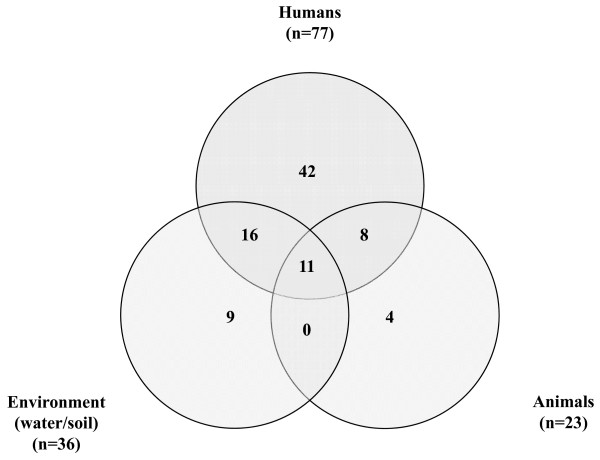 Humans
(n=77)
42
16
8
11
9
0
4
Environment
(water/soil)
(n=36)
Animals
(n=23)